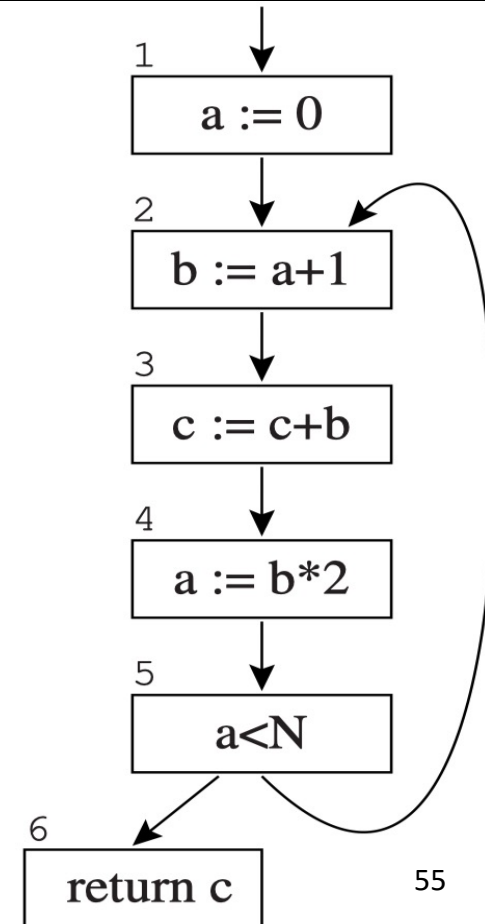 1
a := 0
2
b := a+1
3
c := c+b
4
a := b*2
5
a<N
6
return c
55